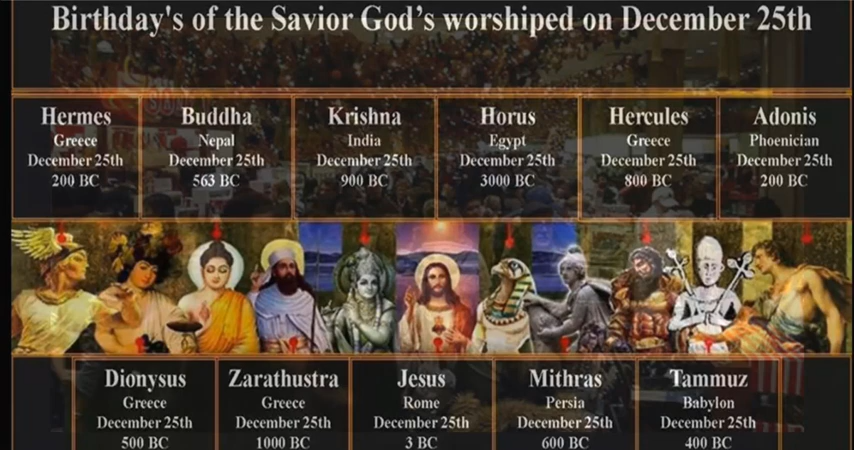 Birthday's of the Savior God's worshiped on December 25th
Hermes
Greece
December 25th
200 BC
Buddha
Nepal
December 25th
563 BC
Krishna
India
December 25th
900 BC
Horus
Egypt
December 25th
3000 BC
Hercules
Greece
December 25th
800 BC
Adonis
Phoenician
December 25th
200 BC
Dionysus
Greece
December 25th
500 BC
Zarathustra
Greece
December 25th
1000 BC
Jesus
Rome
December 25th
3 BC
Mithras
Persia
December 25th
600 BC
Tammuz
Babylon
December 25th
400 BC